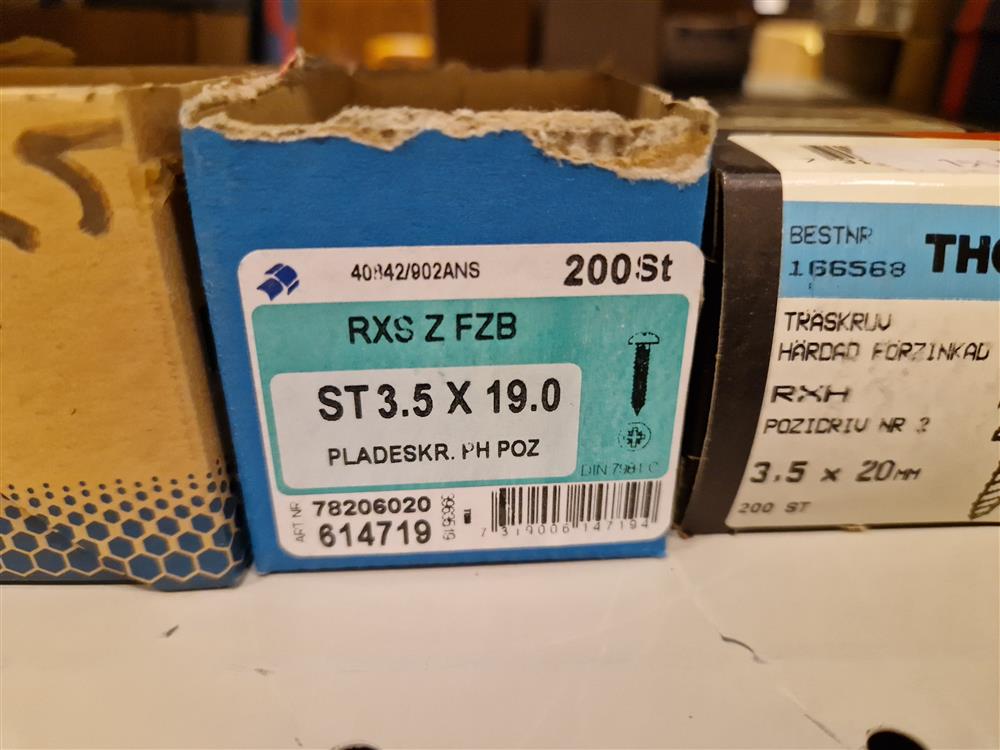 40842/902ANS
200St
RXS Z FZB
ST 3.5 X 19.0
PLADESKR. PH POZ
DIN 7981 C
ART NR
78206020
614719
7 319006 147194
BESTNR
166568
TRÄSKRUV
HÄRDAD FÖRZINKAD
RXH
POZIDRIV NR 2
3,5 x 20MM
200 ST